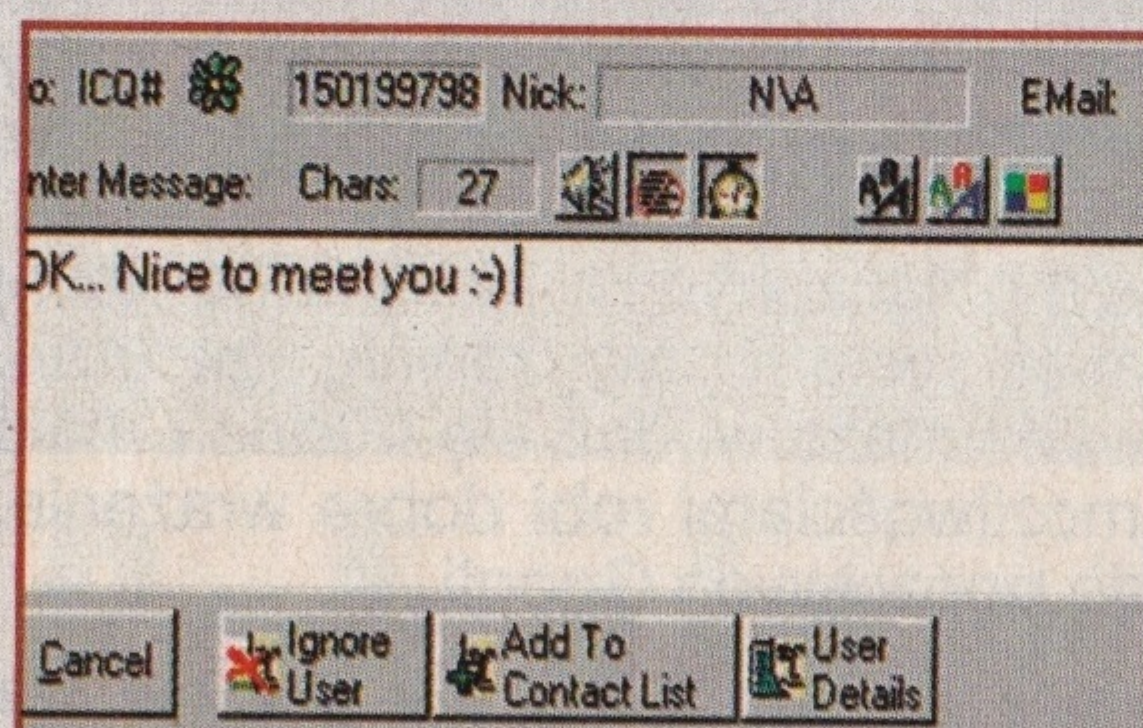 o: ICQ# 150199798 Nick: N\A EMail:
nter Message: Chars: 27
OK... Nice to meet you :-)
Cancel
Ignore User
Add To Contact List
User Details